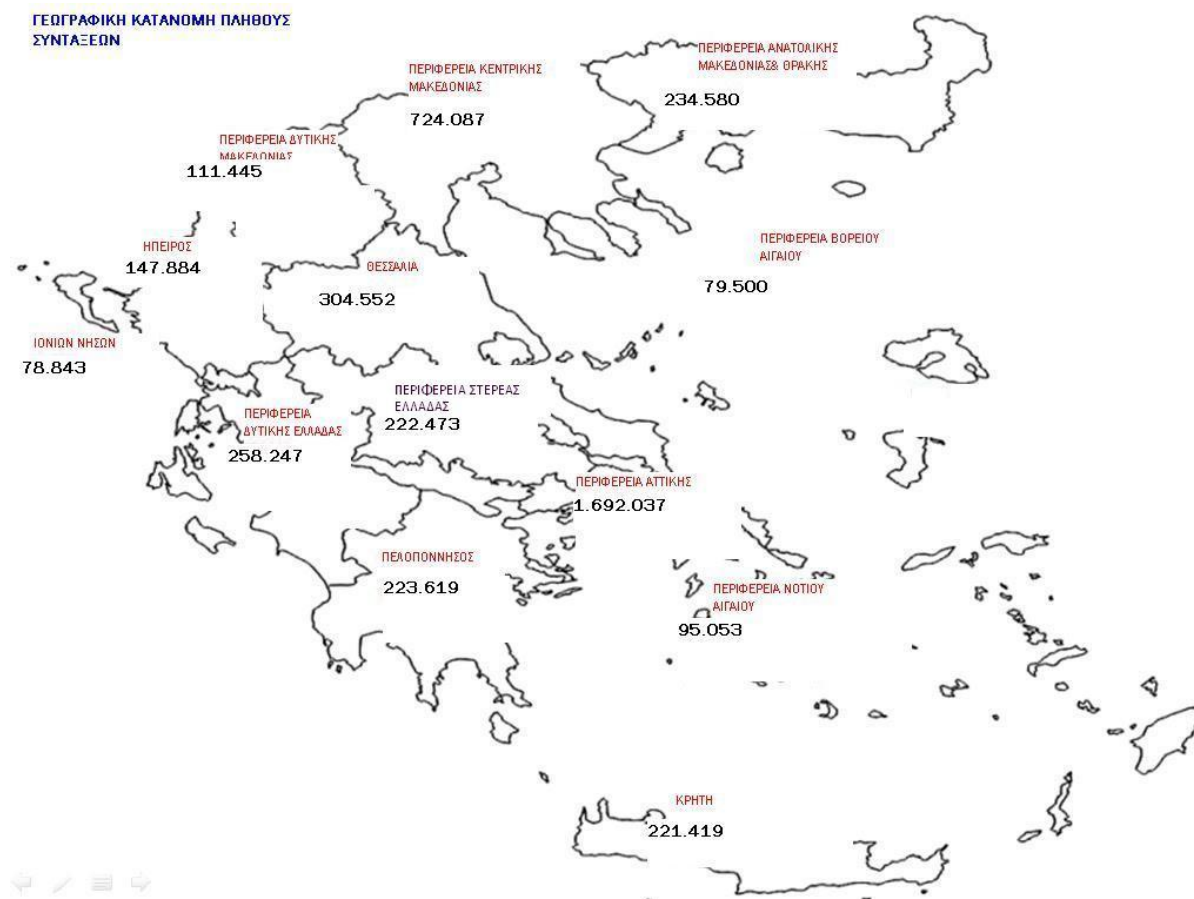 ΓΕΩΓΡΑΦΙΚΗ ΚΑΤΑΝΟΜΗ ΠΛΗΘΟΥΣ
ΣΥΝΤΑΞΕΩΝ
ΠΕΡΙΦΕΡΕΙΑ ΑΝΑΤΟΛΙΚΗΣ
ΜΑΚΕΔΟΝΙΑΣ& ΘΡΑΚΗΣ
234.580
ΠΕΡΙΦΕΡΕΙΑ ΚΕΝΤΡΙΚΗΣ
ΜΑΚΕΔΟΝΙΑΣ
724.087
ΠΕΡΙΦΕΡΕΙΑ ΔΥΤΙΚΗΣ
ΜΑΚΕΔΟΝΙΑΣ
111.445
ΗΠΕΙΡΟΣ
147.884
ΘΕΣΣΑΛΙΑ
304.552
ΠΕΡΙΦΕΡΕΙΑ ΒΟΡΕΙΟΥ
ΑΙΓΑΙΟΥ
79.500
ΙΟΝΙΩΝ ΝΗΣΩΝ
78.843
ΠΕΡΙΦΕΡΕΙΑ ΣΤΕΡΕΑΣ
ΕΛΛΑΔΑΣ
222.473
ΠΕΡΙΦΕΡΕΙΑ
ΔΥΤΙΚΗΣ ΕΛΛΑΔΑΣ
258.247
ΠΕΡΙΦΕΡΕΙΑ ΑΤΤΙΚΗΣ
1.692.037
ΠΕΛΟΠΟΝΝΗΣΟΣ
223.619
ΠΕΡΙΦΕΡΕΙΑ ΝΟΤΙΟΥ
ΑΙΓΑΙΟΥ
95.053
ΚΡΗΤΗ
221.419